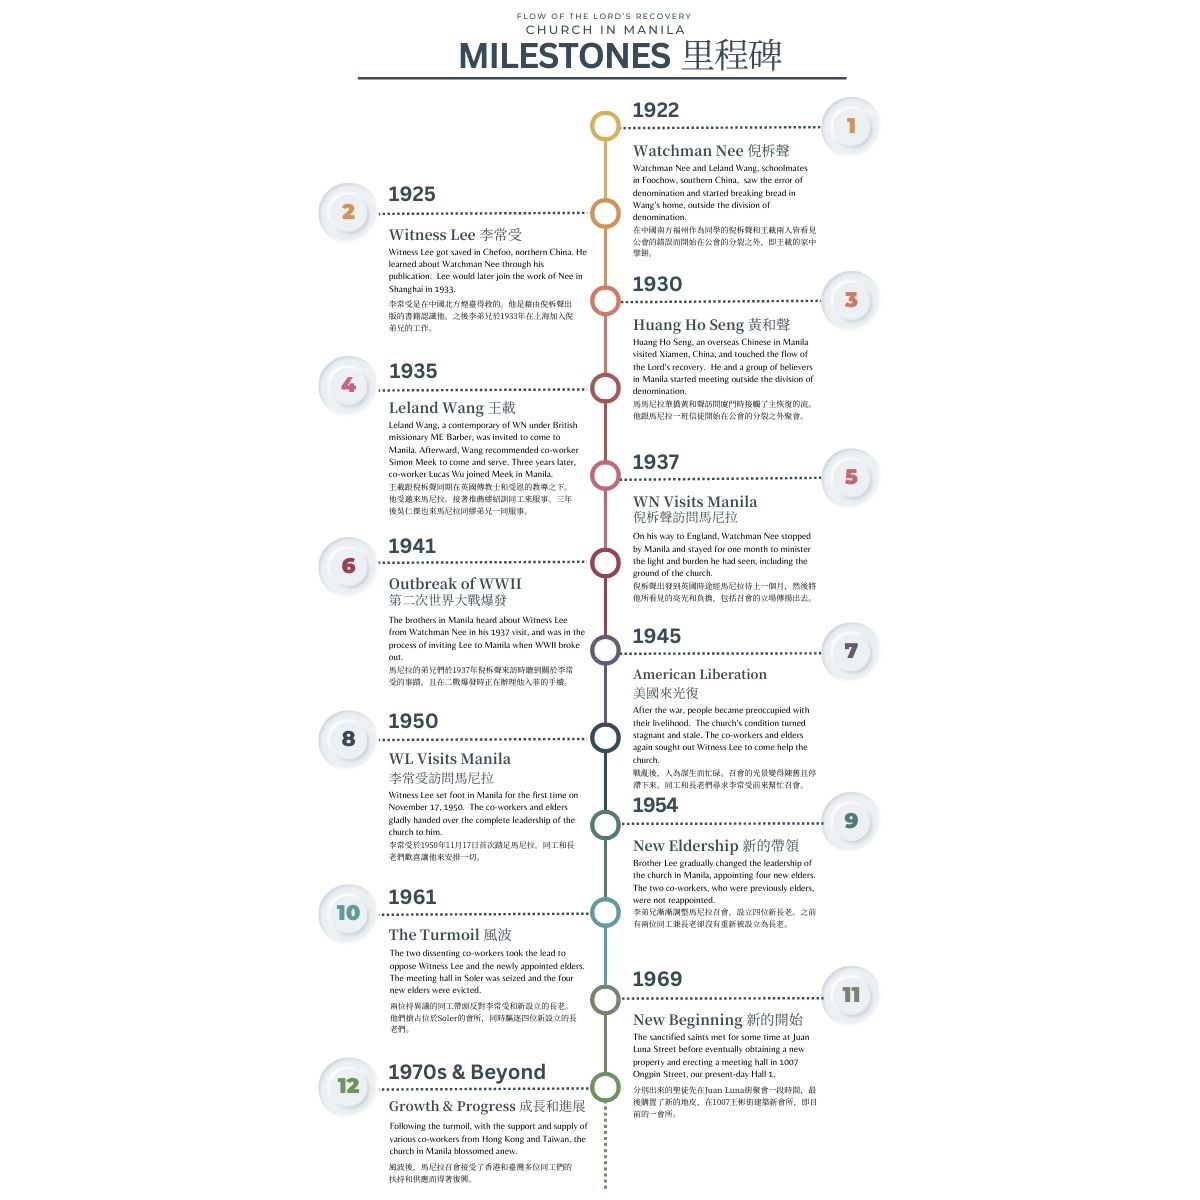 FLOW OF THE LORD'S RECOVERY
CHURCH IN MANILA
MILESTONES 里程碑
1922
1
Watchman Nee 倪柝聲
Watchman Nee and Leland Wang, schoolmates
in Foochow, southern China,  saw the error of
denomination and started breaking bread in
Wang's home, outside the division of
denomination.
在中國南方福州作為同學的倪柝聲和王載兩人皆看見
公會的錯誤而開始在公會的分裂之外，即王載的家中
擘餅。
1925
2
Witness Lee 李常受
Witness Lee got saved in Chefoo, northern China. He
learned about Watchman Nee through his
publication.  Lee would later join the work of Nee in
Shanghai in 1933.
李常受是在中國北方煙臺得救的。他是藉由倪柝聲出
版的書籍認識他。之後李弟兄於1933年在上海加入倪
弟兄的工作。
1930
3
Huang Ho Seng 黃和聲
Huang Ho Seng, an overseas Chinese in Manila
visited Xiamen, China, and touched the flow of
the Lord's recovery.  He and a group of believers
in Manila started meeting outside the division of
denomination.
馬馬尼拉華僑黃和聲訪問廈門時接觸了主恢復的流。
他跟馬尼拉一班信徒開始在公會的分裂之外聚會。
1935
4
Leland Wang 王載
Leland Wang, a contemporary of WN under British
missionary ME Barber, was invited to come to
Manila. Afterward, Wang recommended co-worker
Simon Meek to come and serve. Three years later,
co-worker Lucas Wu joined Meek in Manila.
王載跟倪柝聲同期在英國傳教士和受恩的教導之下。
他受邀來馬尼拉。接著推薦繆紹訓同工來服事。三年
後吳仁傑也來馬尼拉同繆弟兄一同服事。
1937
5
WN Visits Manila
倪柝聲訪問馬尼拉
On his way to England, Watchman Nee stopped
by Manila and stayed for one month to minister
the light and burden he had seen, including the
ground of the church.
倪柝聲出發到英國時途經馬尼拉待上一個月，然後將
他所看見的亮光和負擔，包括召會的立場傳揚出去。
1941
6
Outbreak of WWII
第二次世界大戰爆發
The brothers in Manila heard about Witness Lee
from Watchman Nee in his 1937 visit, and was in the
process of inviting Lee to Manila when WWII broke
out.
馬尼拉的弟兄們於1937年倪柝聲來訪時聽到關於李常
受的事蹟，且在二戰爆發時正在辦理他入菲的手續。
1945
7
American Liberation
美國來光復
After the war, people became preoccupied with
their livelihood.  The church's condition turned
stagnant and stale. The co-workers and elders
again sought out Witness Lee to come help the
church.
戰亂後，人為謀生而忙碌。召會的光景變得陳舊且停
滯下來。同工和長老們尋求李常受前來幫忙召會。
1950
8
WL Visits Manila
李常受訪問馬尼拉
Witness Lee set foot in Manila for the first time on
November 17, 1950.  The co-workers and elders
gladly handed over the complete leadership of the
church to him.
李常受於1950年11月17日首次踏足馬尼拉。同工和長
老們歡喜讓他來安排一切。
1954
9
New Eldership 新的帶領
Brother Lee gradually changed the leadership of
the church in Manila, appointing four new elders.
The two co-workers, who were previously elders,
were not reappointed.
李弟兄漸漸調整馬尼拉召會，設立四位新長老。之前
有兩位同工兼長老卻沒有重新被設立為長老。
1961
10
The Turmoil 風波
The two dissenting co-workers took the lead to
oppose Witness Lee and the newly appointed elders.
The meeting hall in Soler was seized and the four
new elders were evicted.
兩位持異議的同工帶頭反對李常受和新設立的長老。
他們搶占位於Soler的會所，同時驅逐四位新設立的長
老們。
1969
11
New Beginning 新的開始
The sanctified saints met for some time at Juan
Luna Street before eventually obtaining a new
property and erecting a meeting hall in 1007
Ongpin Street, our present-day Hall 1.
分別出來的聖徒先在Juan Luna街聚會一段時間，最
後購置了新的地皮，在1007王彬街建築新會所，即目
前的一會所。
1970s & Beyond
12
Growth & Progress 成長和進展
Following the turmoil, with the support and supply of
various co-workers from Hong Kong and Taiwan, the
church in Manila blossomed anew.
風波後，馬尼拉召會接受了香港和臺灣多位同工們的
扶持和供應而得著復興。